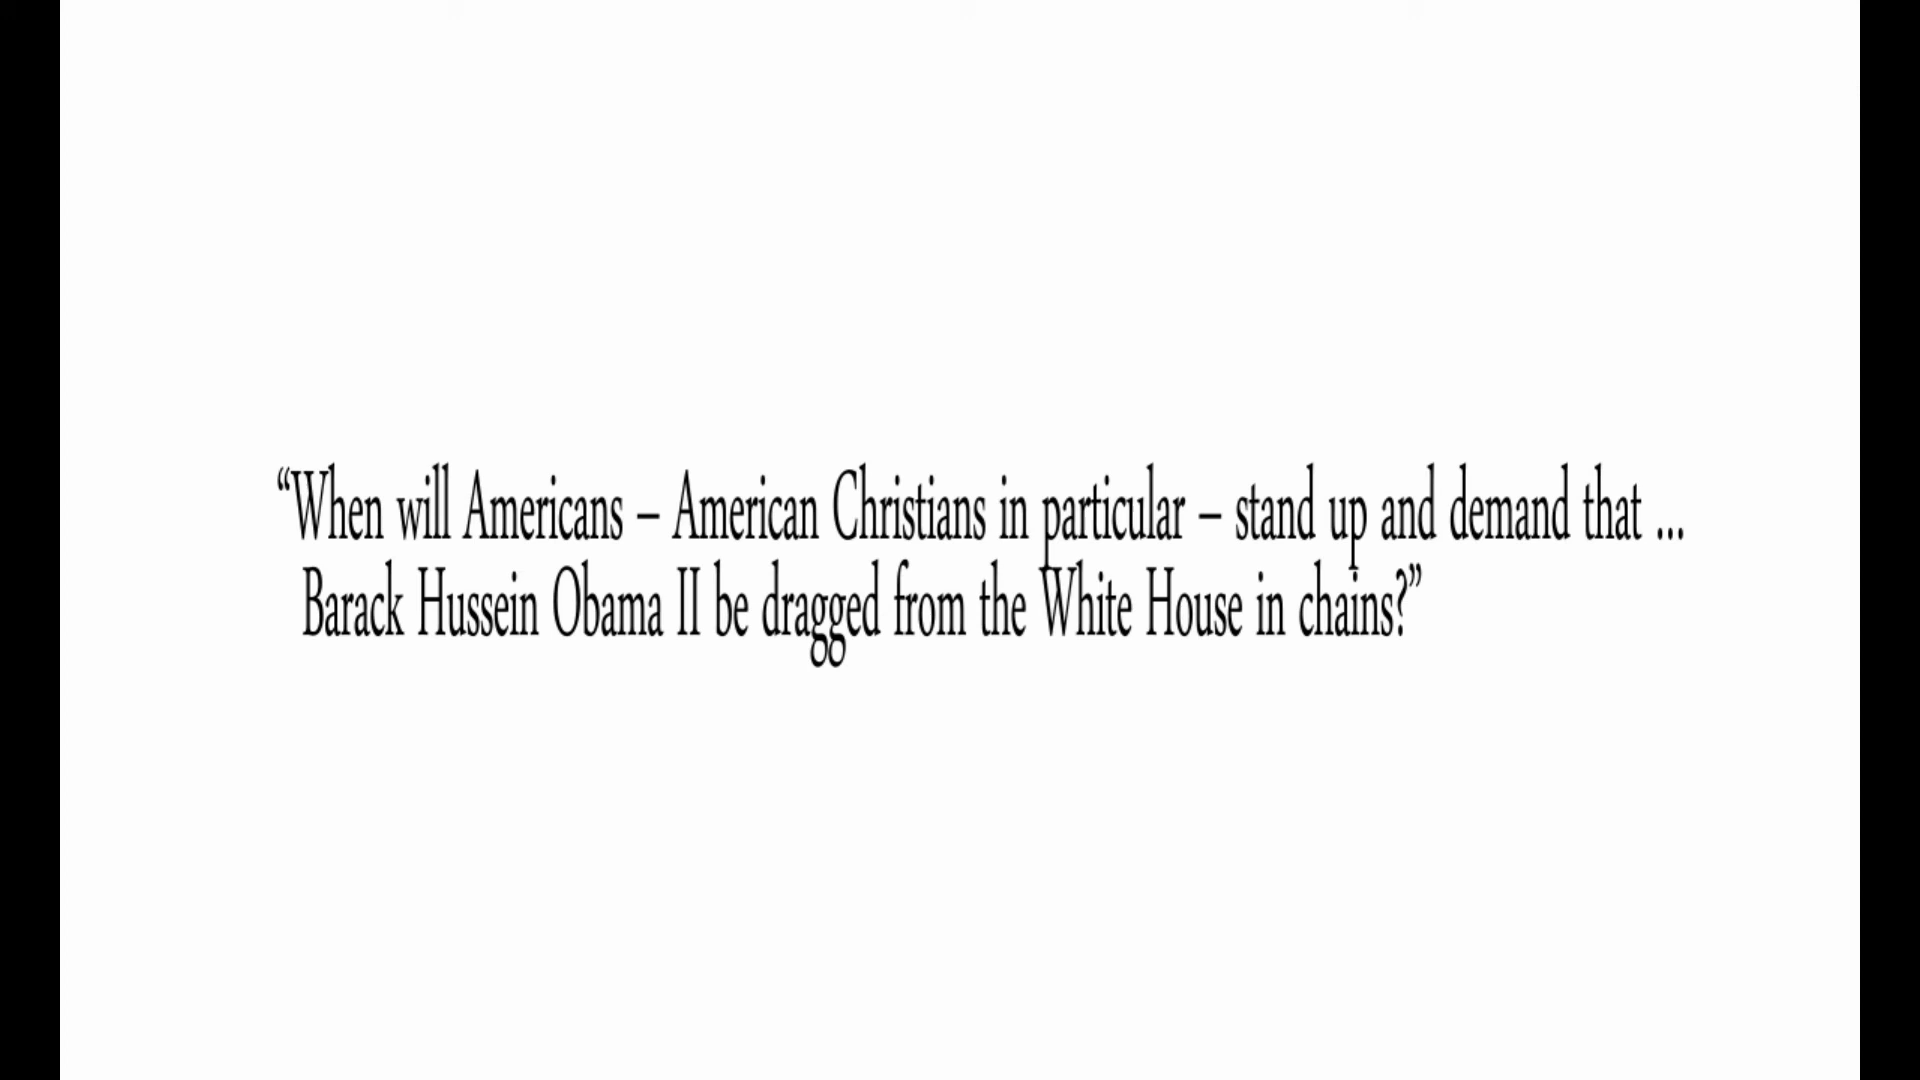 “When will Americans – American Christians in particular – stand up and demand that ...
Barack Hussein Obama II be dragged from the White House in chains?”